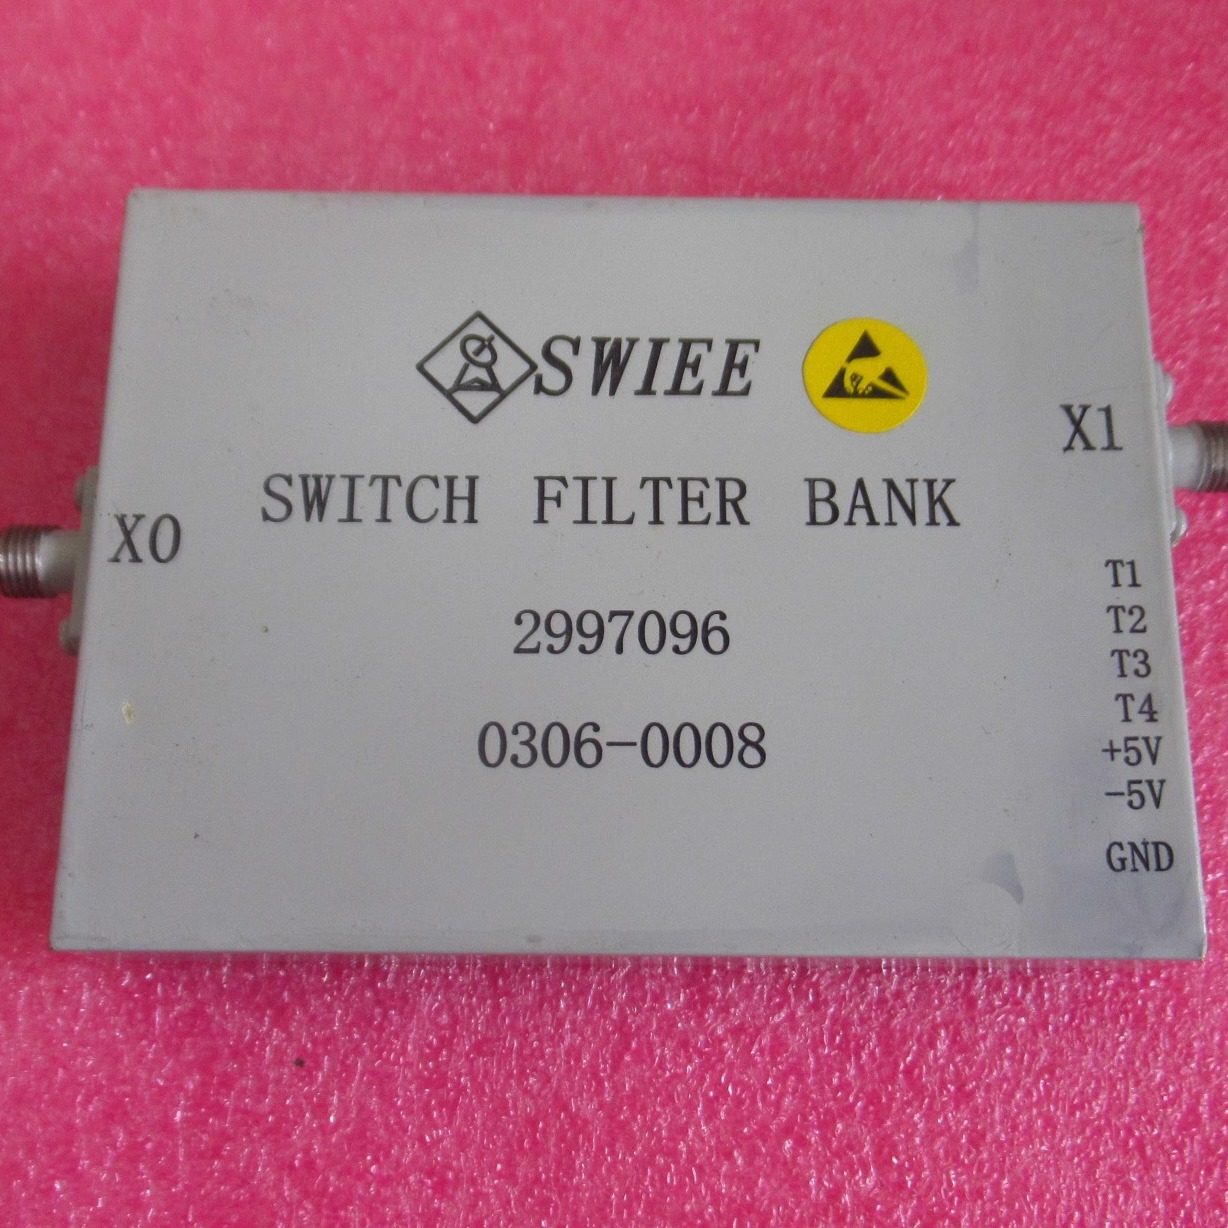 SWIEE
SWITCH FILTER BANK
X0
X1
2997096
0306-0008
T1
T2
T3
T4
+5V
-5V
GND